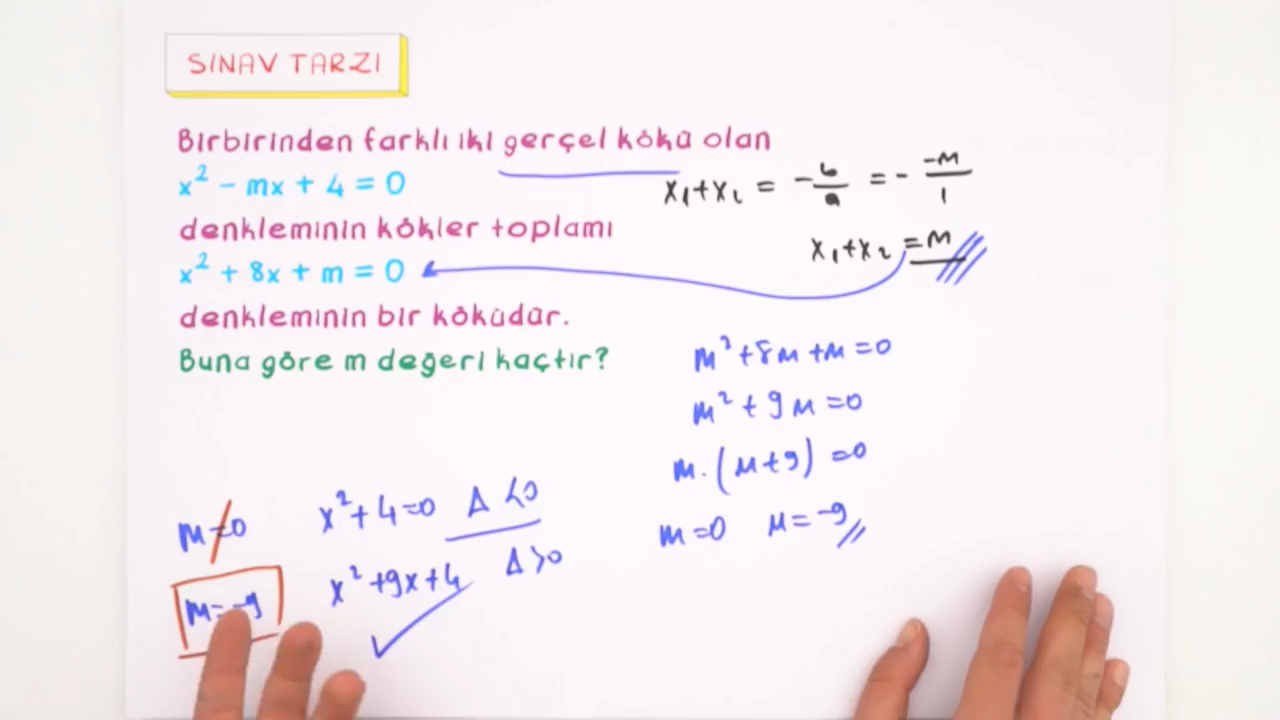 SINAV TARZI
Birbirinden farklı iki gerçel kökü olan
x² - mx + 4 = 0
denkleminin kökler toplamı
x² + 8x + m = 0
denkleminin bir köküdür.
Buna göre m değeri kaçtır?
x₁+x₂ = -b/a = - -m/1
x₁+x₂ = m
m²+8m+m=0
m²+9m=0
m.(m+9)=0
m=0 m=-9
m=0 x²+4=0 Δ<0
m=-9 x²+9x+4 Δ>0